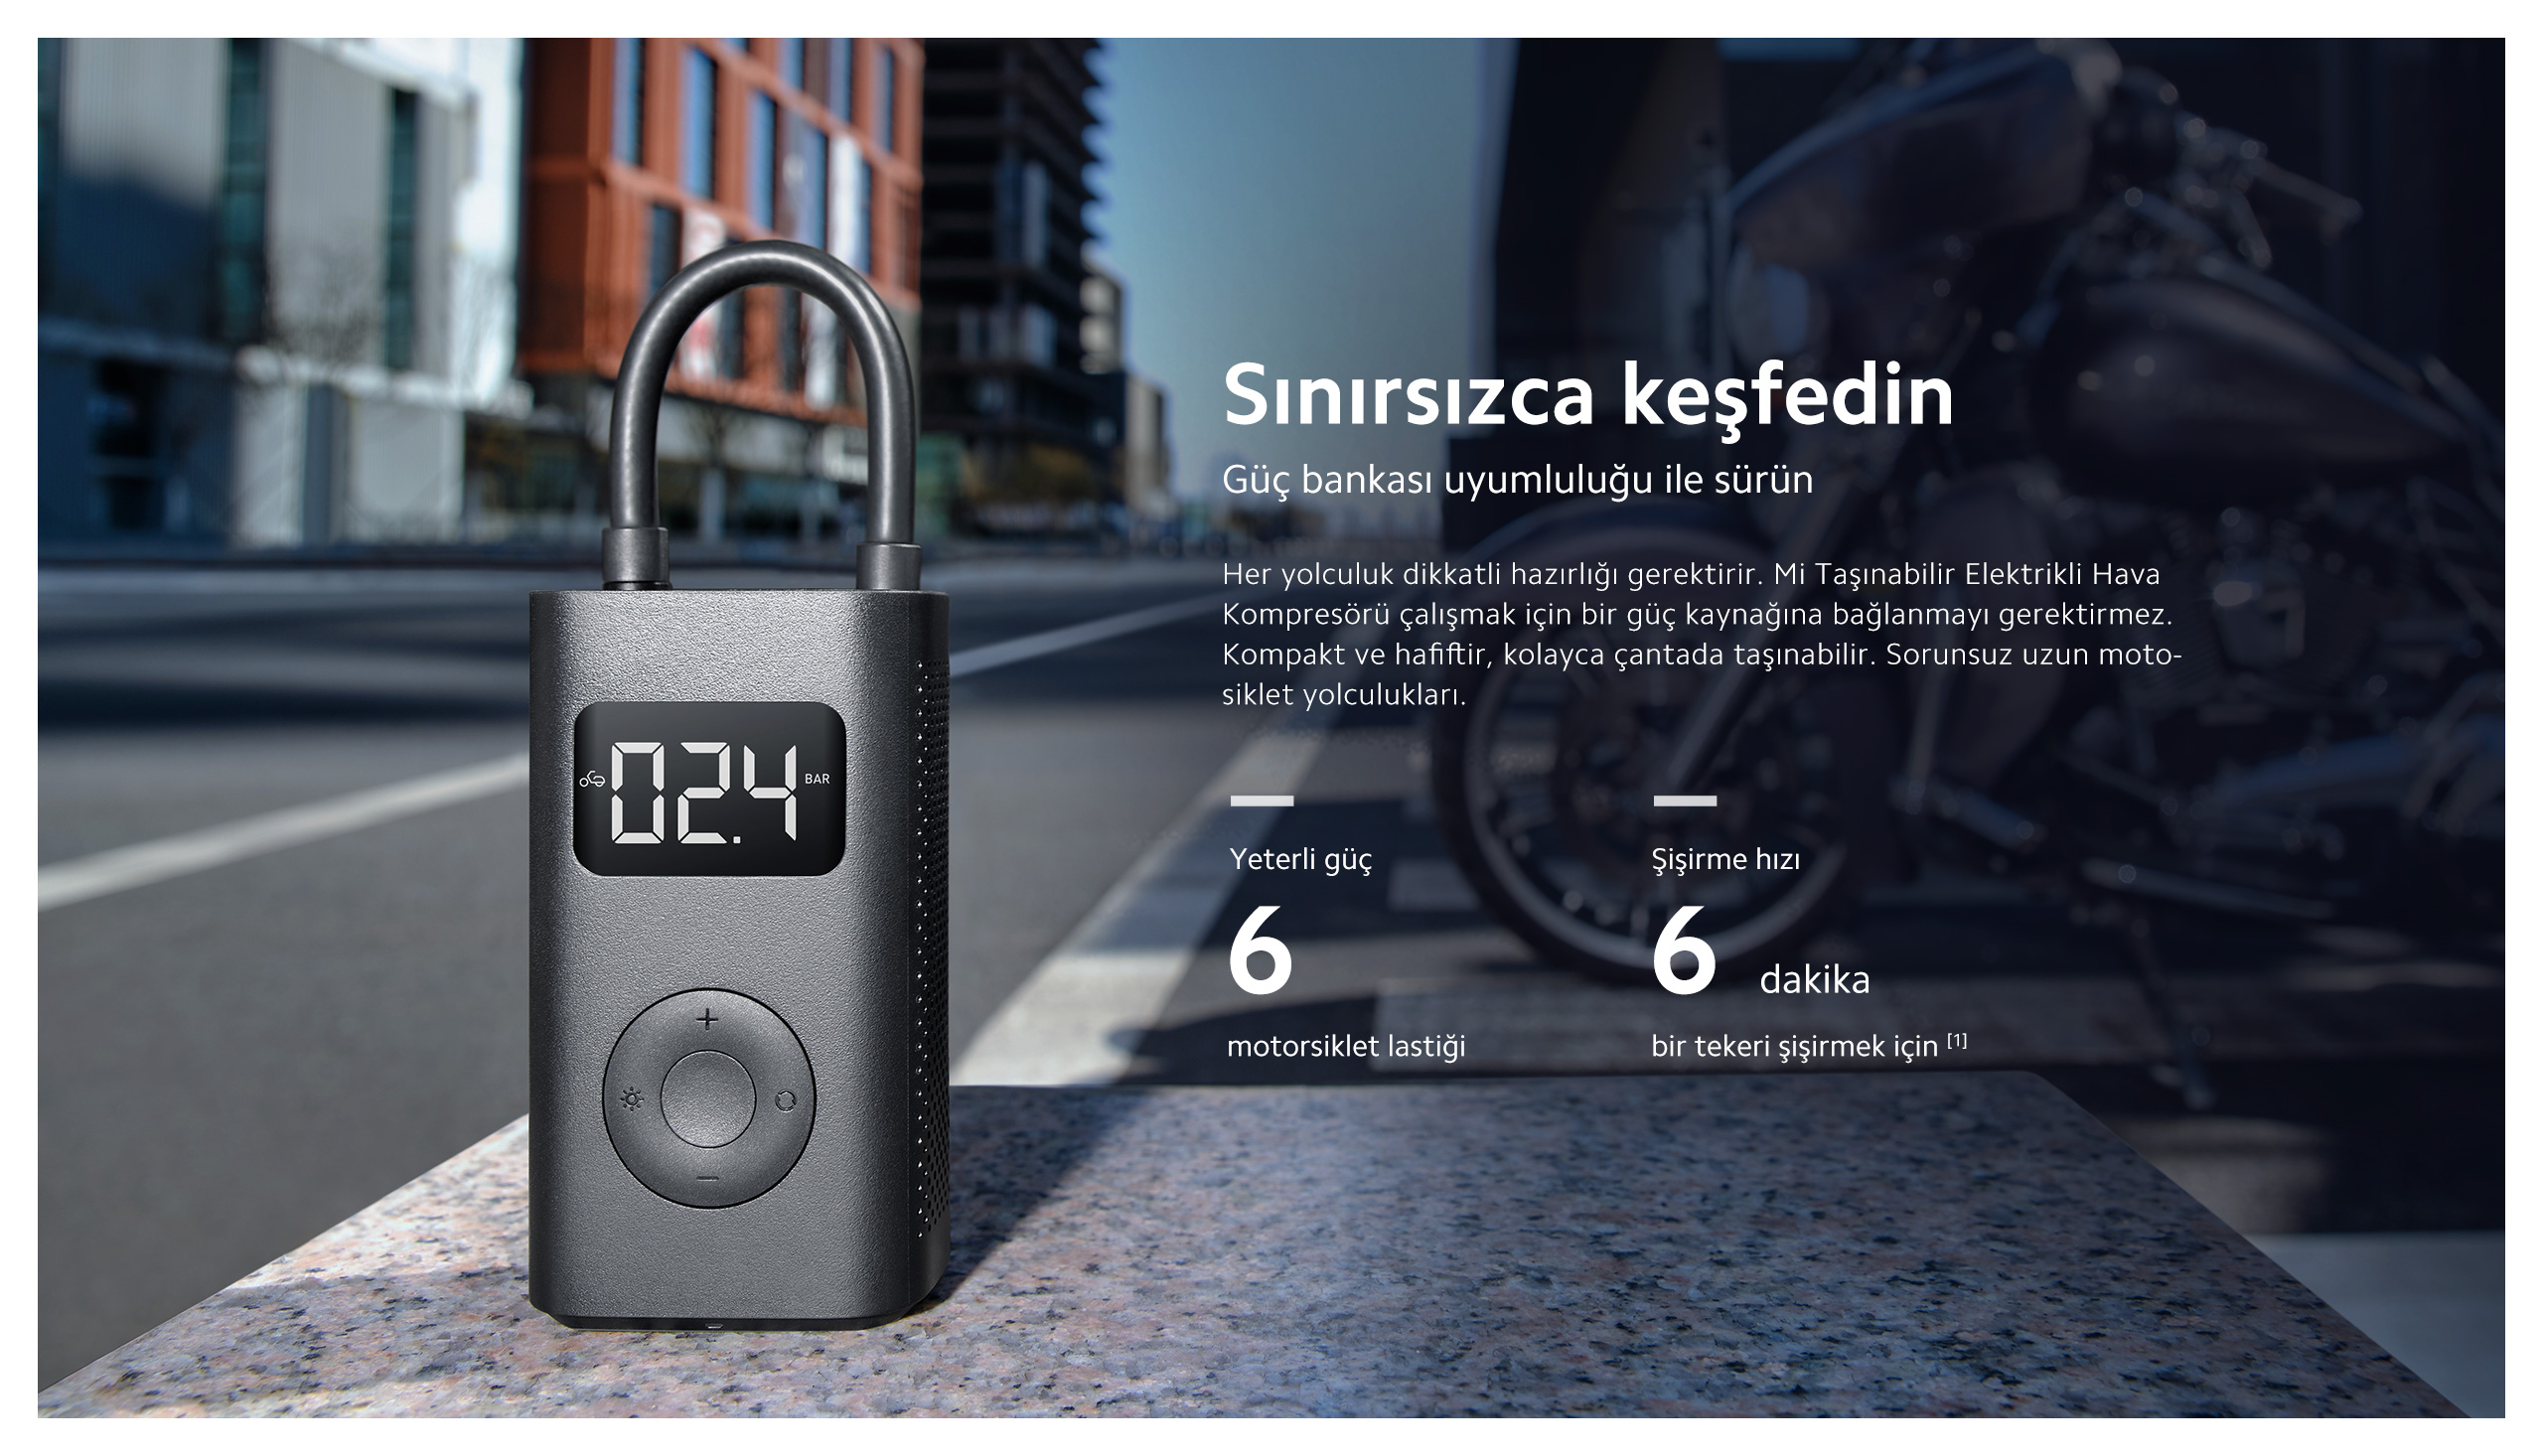 Sınırsızca keşfedin
Güç bankası uyumluluğu ile sürün
Her yolculuk dikkatli hazırlığı gerektirir. Mi Taşınabilir Elektrikli Hava
Kompresörü çalışmak için bir güç kaynağına bağlanmayı gerektirmez.
Kompakt ve hafiftir, kolayca çantada taşınabilir. Sorunsuz uzun moto-
siklet yolculukları.
02.4 BAR
Yeterli güç
6
motorsiklet lastiği
Şişirme hızı
6 dakika
bir tekeri şişirmek için [1]